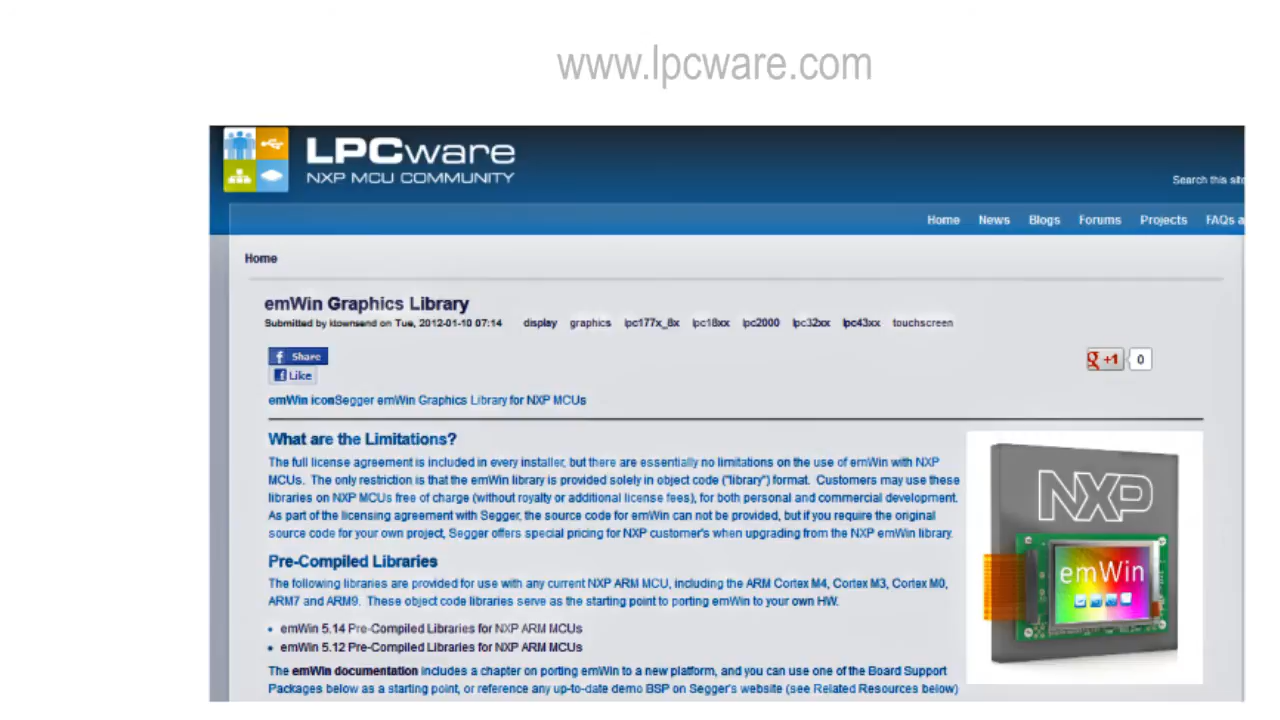 www.lpcware.com
LPCware
NXP MCU COMMUNITY
Search this site
Home News Blogs Forums Projects FAQs a
Home
emWin Graphics Library
Submitted by ktownsend on Tue, 2012-01-10 07:14 display graphics lpc177x_8x lpc18xx lpc2000 lpc32xx lpc43xx touchscreen
Share
+1 0
Like
emWin iconSegger emWin Graphics Library for NXP MCUs
What are the Limitations?
The full license agreement is included in every installer, but there are essentially no limitations on the use of emWin with NXP
MCUs. The only restriction is that the emWin library is provided solely in object code ("library") format. Customers may use these
libraries on NXP MCUs free of charge (without royalty or additional license fees), for both personal and commercial development.
As part of the licensing agreement with Segger, the source code for emWin can not be provided, but if you require the original
source code for your own project, Segger offers special pricing for NXP customer's when upgrading from the NXP emWin library.
NXP
emWin
Pre-Compiled Libraries
The following libraries are provided for use with any current NXP ARM MCU, including the ARM Cortex M4, Cortex M3, Cortex M0,
ARM7 and ARM9. These object code libraries serve as the starting point to porting emWin to your own HW.
• emWin 5.14 Pre-Compiled Libraries for NXP ARM MCUs
• emWin 5.12 Pre-Compiled Libraries for NXP ARM MCUs
The emWin documentation includes a chapter on porting emWin to a new platform, and you can use one of the Board Support
Packages below as a starting point, or reference any up-to-date demo BSP on Segger's website (see Related Resources below)